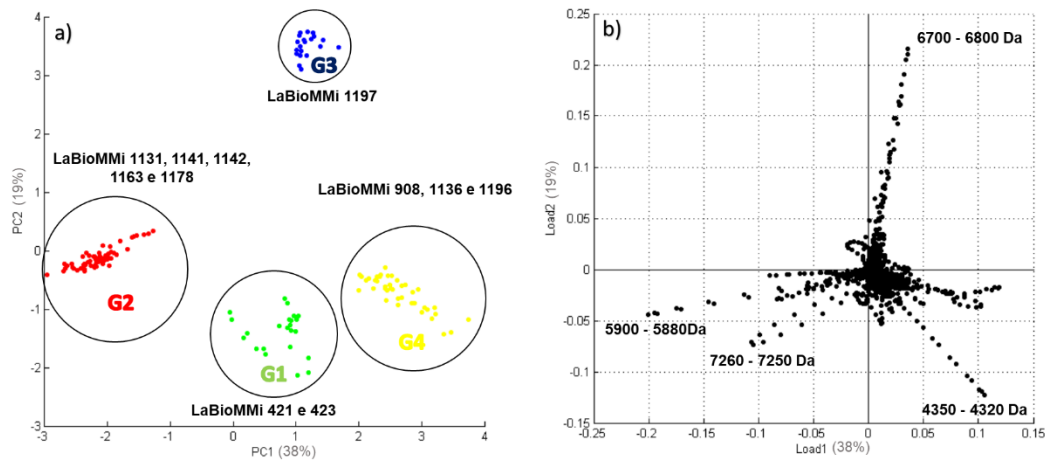 a)
G3
LaBioMMi 1197
LaBioMMi 1131, 1141, 1142,
1163 e 1178
LaBioMMi 908, 1136 e 1196
G2
G1
G4
LaBioMMi 421 e 423
4
3
2
1
0
-1
-2
-3
PC2 (19%)
-3
-2
-1
0
1
2
3
4
PC1 (38%)
b)
6700 - 6800 Da
5900 - 5880Da
7260 - 7250 Da
4350 - 4320 Da
0.25
0.2
0.15
0.1
0.05
0
-0.05
-0.1
-0.15
Load2 (19%)
-0.25
-0.2
-0.15
-0.1
-0.05
0
0.05
0.1
0.15
Load1 (38%)